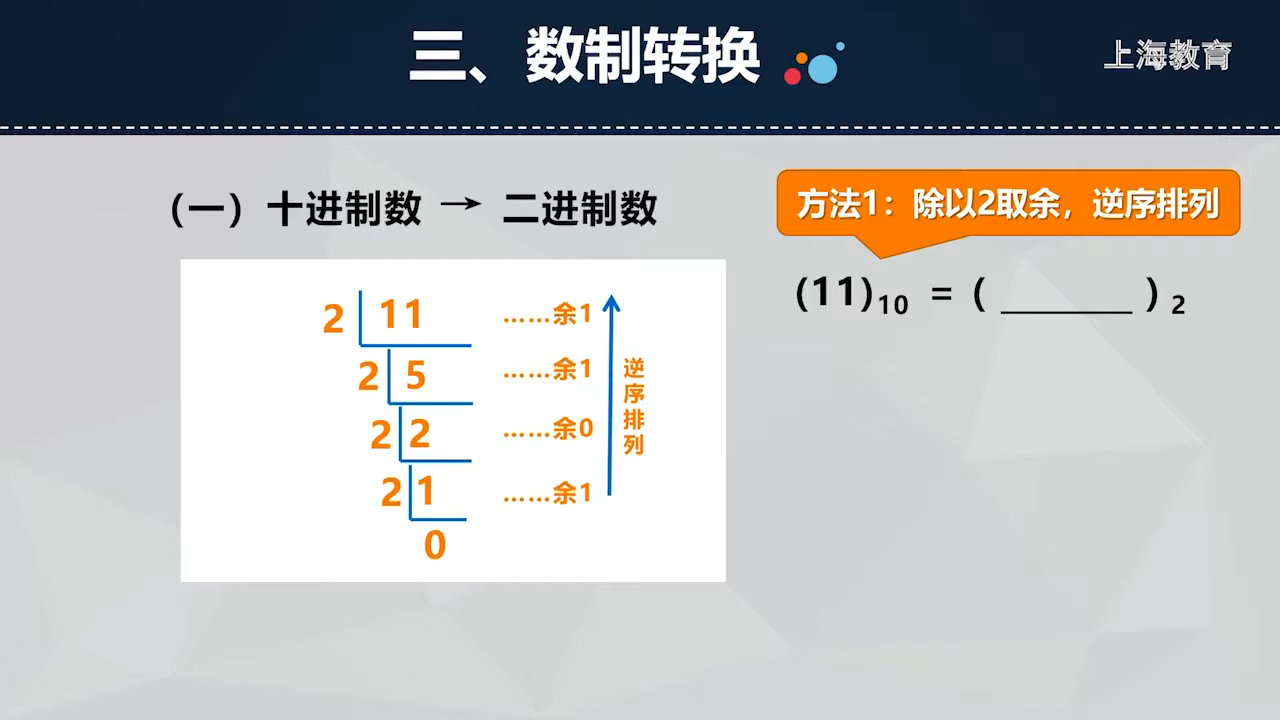 三、数制转换
上海教育
（一）十进制数 → 二进制数
方法1：除以2取余，逆序排列
(11)10 = ( _______ ) 2
2 11 ……余1
2 5 ……余1
2 2 ……余0
2 1 ……余1
0
逆序排列